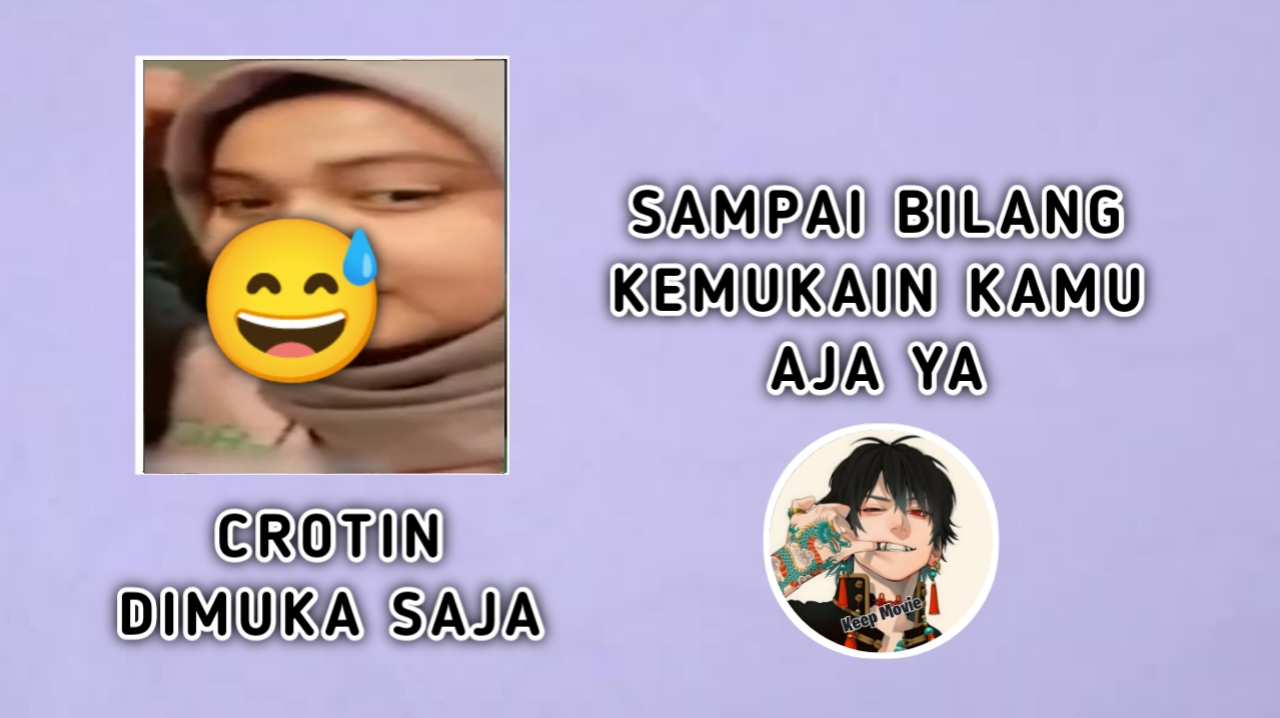 SAMPAI BILANG
KEMUKAIN KAMU
AJA YA
CROTIN
DIMUKA SAJA
Keep Movie